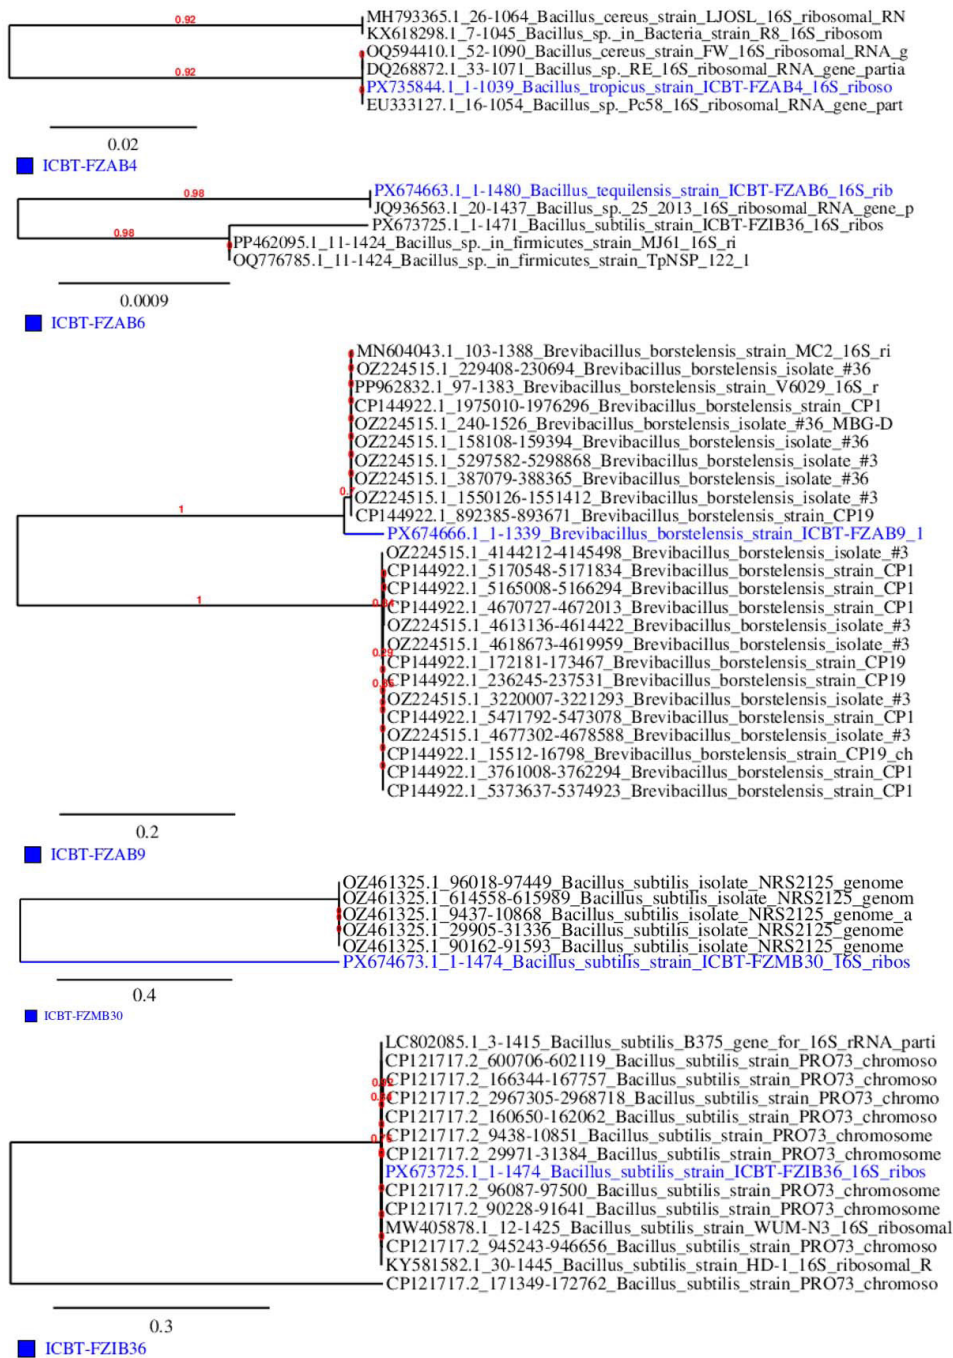 0.92
MH793365.1_26-1064_Bacillus_cereus_strain_LJOSL_16S_ribosomal_RN
KX618298.1_7-1045_Bacillus_sp._in_Bacteria_strain_R8_16S_ribosom
OQ594410.1_52-1090_Bacillus_cereus_strain_FW_16S_ribosomal_RNA_g
0.92
DQ268872.1_33-1071_Bacillus_sp._RE_16S_ribosomal_RNA_gene_partia
PX735844.1_1-1039_Bacillus_tropicus_strain_ICBT-FZAB4_16S_riboso
EU333127.1_16-1054_Bacillus_sp._Pc58_16S_ribosomal_RNA_gene_part
0.02
ICBT-FZAB4
0.98
PX674663.1_1-1480_Bacillus_tequilensis_strain_ICBT-FZAB6_16S_rib
JQ936563.1_20-1437_Bacillus_sp._25_2013_16S_ribosomal_RNA_gene_p
0.98
PX673725.1_1-1471_Bacillus_subtilis_strain_ICBT-FZIB36_16S_ribos
PP462095.1_11-1424_Bacillus_sp._in_firmicutes_strain_MJ61_16S_ri
OQ776785.1_11-1424_Bacillus_sp._in_firmicutes_strain_TpNSP_122_1
0.0009
ICBT-FZAB6
MN604043.1_103-1388_Brevibacillus_borstelensis_strain_MC2_16S_ri
OZ224515.1_229408-230694_Brevibacillus_borstelensis_isolate_#36
PP962832.1_97-1383_Brevibacillus_borstelensis_strain_V6029_16S_r
CP144922.1_1975010-1976296_Brevibacillus_borstelensis_strain_CP1
OZ224515.1_240-1526_Brevibacillus_borstelensis_isolate_#36_MBG-D
OZ224515.1_158108-159394_Brevibacillus_borstelensis_isolate_#36
OZ224515.1_5297582-5298868_Brevibacillus_borstelensis_isolate_#3
OZ224515.1_387079-388365_Brevibacillus_borstelensis_isolate_#36
OZ224515.1_1550126-1551412_Brevibacillus_borstelensis_isolate_#3
1
CP144922.1_892385-893671_Brevibacillus_borstelensis_strain_CP19
PX674666.1_1-1339_Brevibacillus_borstelensis_strain_ICBT-FZAB9_1
OZ224515.1_4144212-4145498_Brevibacillus_borstelensis_isolate_#3
CP144922.1_5170548-5171834_Brevibacillus_borstelensis_strain_CP1
CP144922.1_5165008-5166294_Brevibacillus_borstelensis_strain_CP1
1
CP144922.1_4670727-4672013_Brevibacillus_borstelensis_strain_CP1
OZ224515.1_4613136-4614422_Brevibacillus_borstelensis_isolate_#3
OZ224515.1_4618673-4619959_Brevibacillus_borstelensis_isolate_#3
CP144922.1_172181-173467_Brevibacillus_borstelensis_strain_CP19
CP144922.1_236245-237531_Brevibacillus_borstelensis_strain_CP19
OZ224515.1_3220007-3221293_Brevibacillus_borstelensis_isolate_#3
CP144922.1_5471792-5473078_Brevibacillus_borstelensis_strain_CP1
OZ224515.1_4677302-4678588_Brevibacillus_borstelensis_isolate_#3
CP144922.1_15512-16798_Brevibacillus_borstelensis_strain_CP19_ch
CP144922.1_3761008-3762294_Brevibacillus_borstelensis_strain_CP1
CP144922.1_5373637-5374923_Brevibacillus_borstelensis_strain_CP1
0.2
ICBT-FZAB9
OZ461325.1_96018-97449_Bacillus_subtilis_isolate_NRS2125_genome
OZ461325.1_614558-615989_Bacillus_subtilis_isolate_NRS2125_genom
OZ461325.1_9437-10868_Bacillus_subtilis_isolate_NRS2125_genome_a
OZ461325.1_29905-31336_Bacillus_subtilis_isolate_NRS2125_genome
OZ461325.1_90162-91593_Bacillus_subtilis_isolate_NRS2125_genome
PX674673.1_1-1474_Bacillus_subtilis_strain_ICBT-FZMB30_16S_ribos
0.4
ICBT-FZMB30
LC802085.1_3-1415_Bacillus_subtilis_B375_gene_for_16S_rRNA_parti
CP121717.2_600706-602119_Bacillus_subtilis_strain_PRO73_chromoso
CP121717.2_166344-167757_Bacillus_subtilis_strain_PRO73_chromoso
CP121717.2_2967305-2968718_Bacillus_subtilis_strain_PRO73_chromo
CP121717.2_160650-162062_Bacillus_subtilis_strain_PRO73_chromoso
CP121717.2_9438-10851_Bacillus_subtilis_strain_PRO73_chromosome
CP121717.2_29971-31384_Bacillus_subtilis_strain_PRO73_chromosome
PX673725.1_1-1474_Bacillus_subtilis_strain_ICBT-FZIB36_16S_ribos
CP121717.2_96087-97500_Bacillus_subtilis_strain_PRO73_chromosome
CP121717.2_90228-91641_Bacillus_subtilis_strain_PRO73_chromosome
MW405878.1_12-1425_Bacillus_subtilis_strain_WUM-N3_16S_ribosomal
CP121717.2_945243-946656_Bacillus_subtilis_strain_PRO73_chromoso
KY581582.1_30-1445_Bacillus_subtilis_strain_HD-1_16S_ribosomal_R
CP121717.2_171349-172762_Bacillus_subtilis_strain_PRO73_chromoso
0.3
ICBT-FZIB36